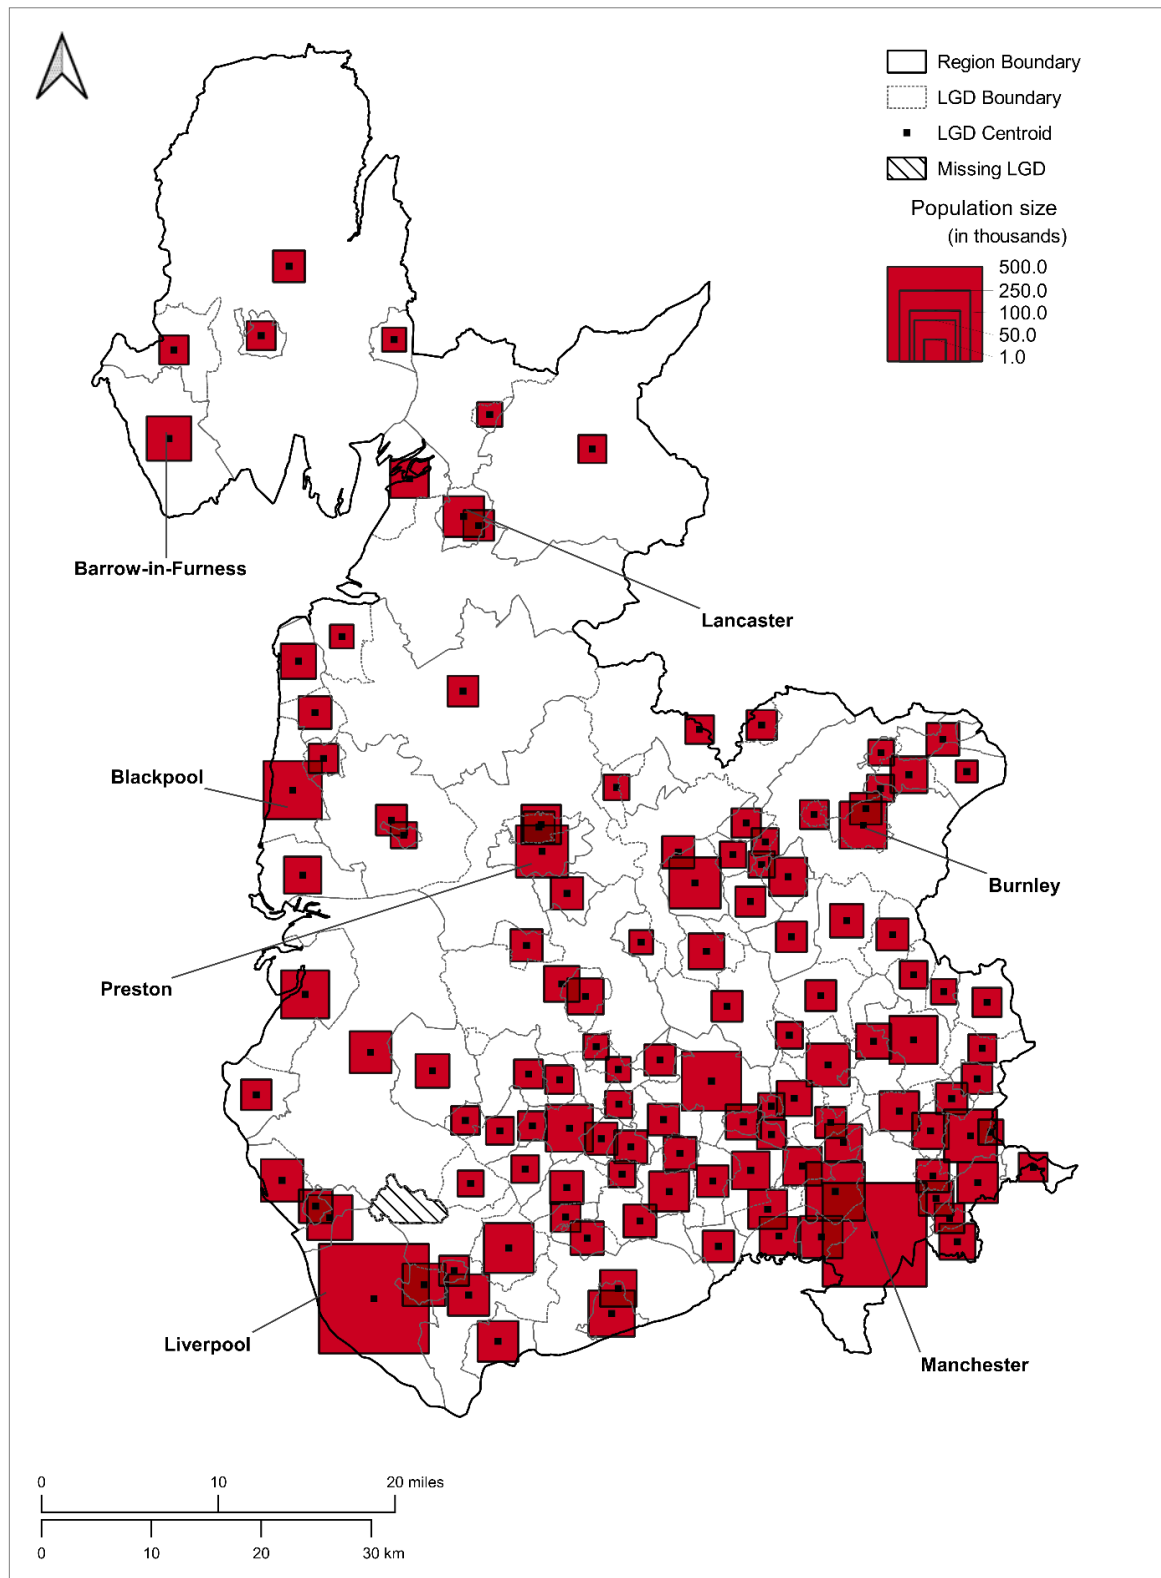 Region Boundary
LGD Boundary
LGD Centroid
Missing LGD
Population size
(in thousands)
500.0
250.0
100.0
50.0
1.0
Barrow-in-Furness
Lancaster
Blackpool
Burnley
Preston
Liverpool
Manchester
0 10 20 miles
0 10 20 30 km